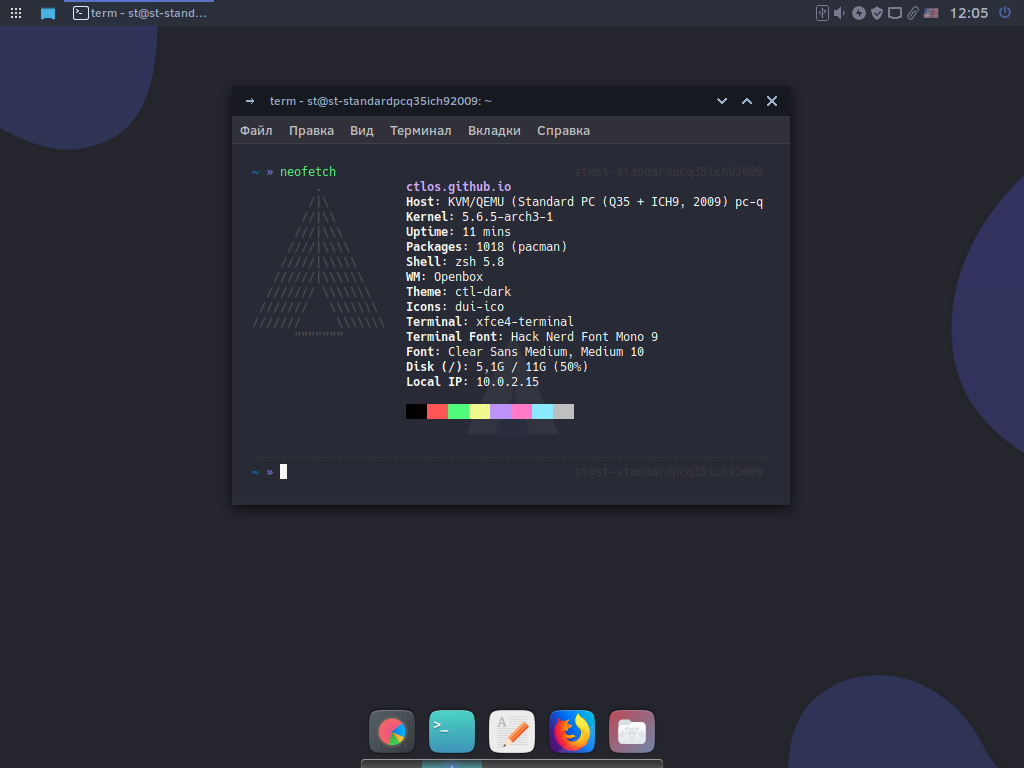 term - st@st-stand...
12:05
term - st@st-standardpcq35ich92009: ~
Файл Правка Вид Терминал Вкладки Справка
~ » neofetch st@st-standardpcq35ich92009
ctlos.github.io
Host: KVM/QEMU (Standard PC (Q35 + ICH9, 2009) pc-q
Kernel: 5.6.5-arch3-1
Uptime: 11 mins
Packages: 1018 (pacman)
Shell: zsh 5.8
WM: Openbox
Theme: ctl-dark
Icons: dui-ico
Terminal: xfce4-terminal
Terminal Font: Hack Nerd Font Mono 9
Font: Clear Sans Medium, Medium 10
Disk (/): 5,1G / 11G (50%)
Local IP: 10.0.2.15
~ » st@st-standardpcq35ich92009
>_
A